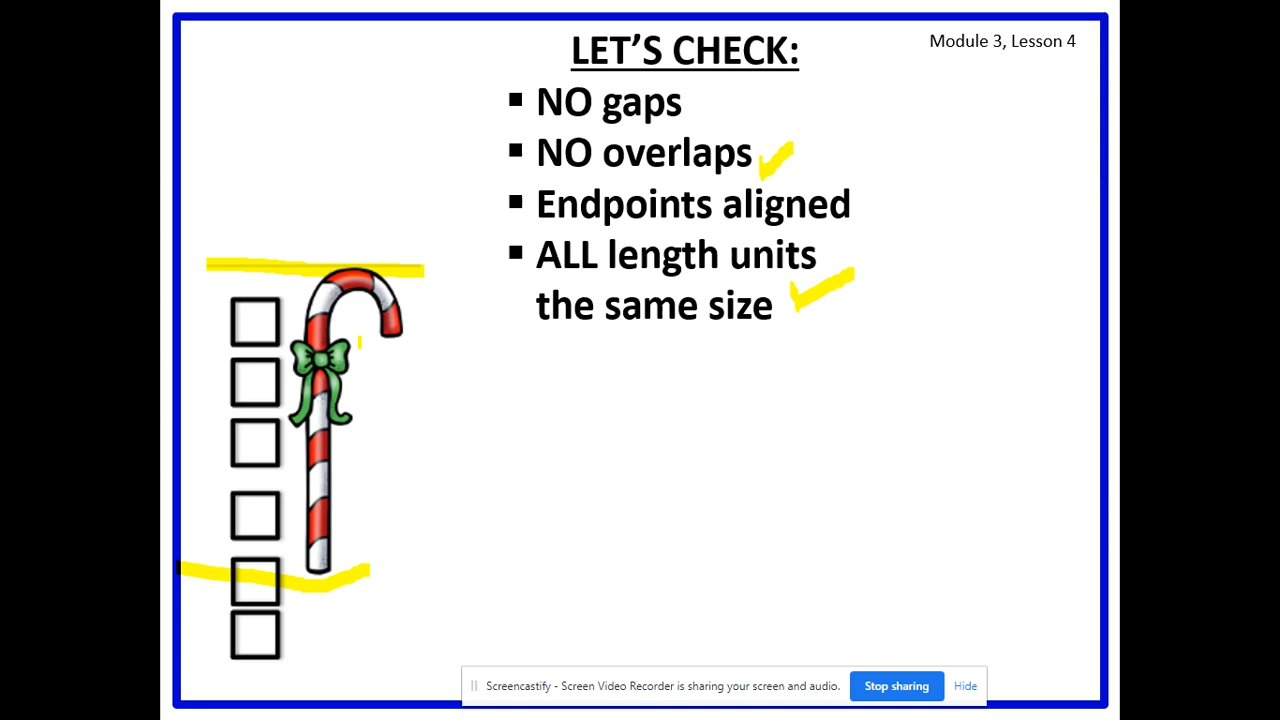 LET'S CHECK:
Module 3, Lesson 4
▪ NO gaps
▪ NO overlaps
▪ Endpoints aligned
▪ ALL length units
the same size
Screencastify - Screen Video Recorder is sharing your screen and audio. Stop sharing Hide